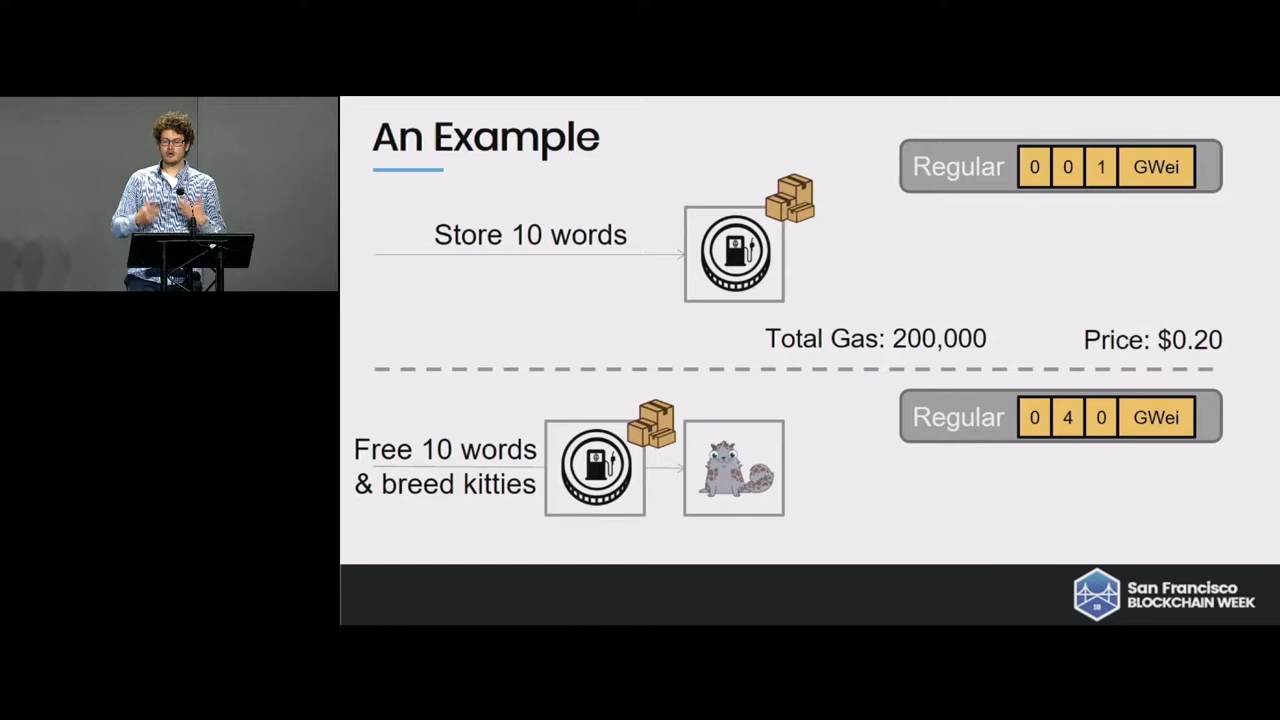 An Example
Regular 0 0 1 GWei
Store 10 words
Total Gas: 200,000
Price: $0.20
Regular 0 4 0 GWei
Free 10 words
& breed kitties
18
San Francisco
BLOCKCHAIN WEEK